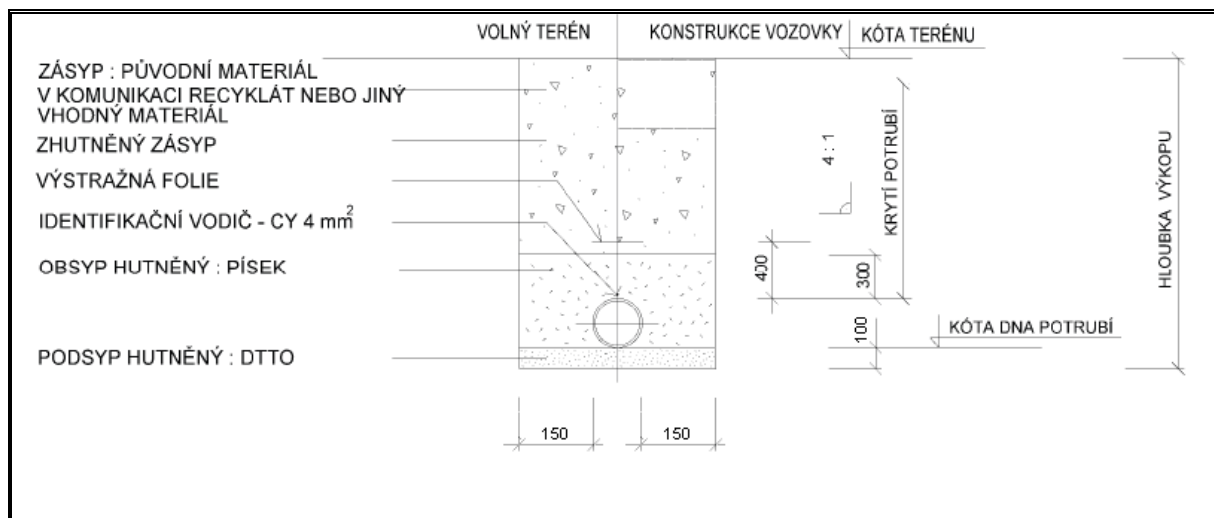 VOLNÝ TERÉN
KONSTRUKCE VOZOVKY
KÓTA TERÉNU
ZÁSYP : PŮVODNÍ MATERIÁL
V KOMUNIKACI RECYKLÁT NEBO JINÝ
VHODNÝ MATERIÁL
ZHUTNĚNÝ ZÁSYP
VÝSTRAŽNÁ FOLIE
IDENTIFIKAČNÍ VODIČ - CY 4 mm²
OBSYP HUTNĚNÝ : PÍSEK
PODSYP HUTNĚNÝ : DTTO
4 : 1
KRYTÍ POTRUBÍ
HLOUBKA VÝKOPU
400
300
100
KÓTA DNA POTRUBÍ
150
150